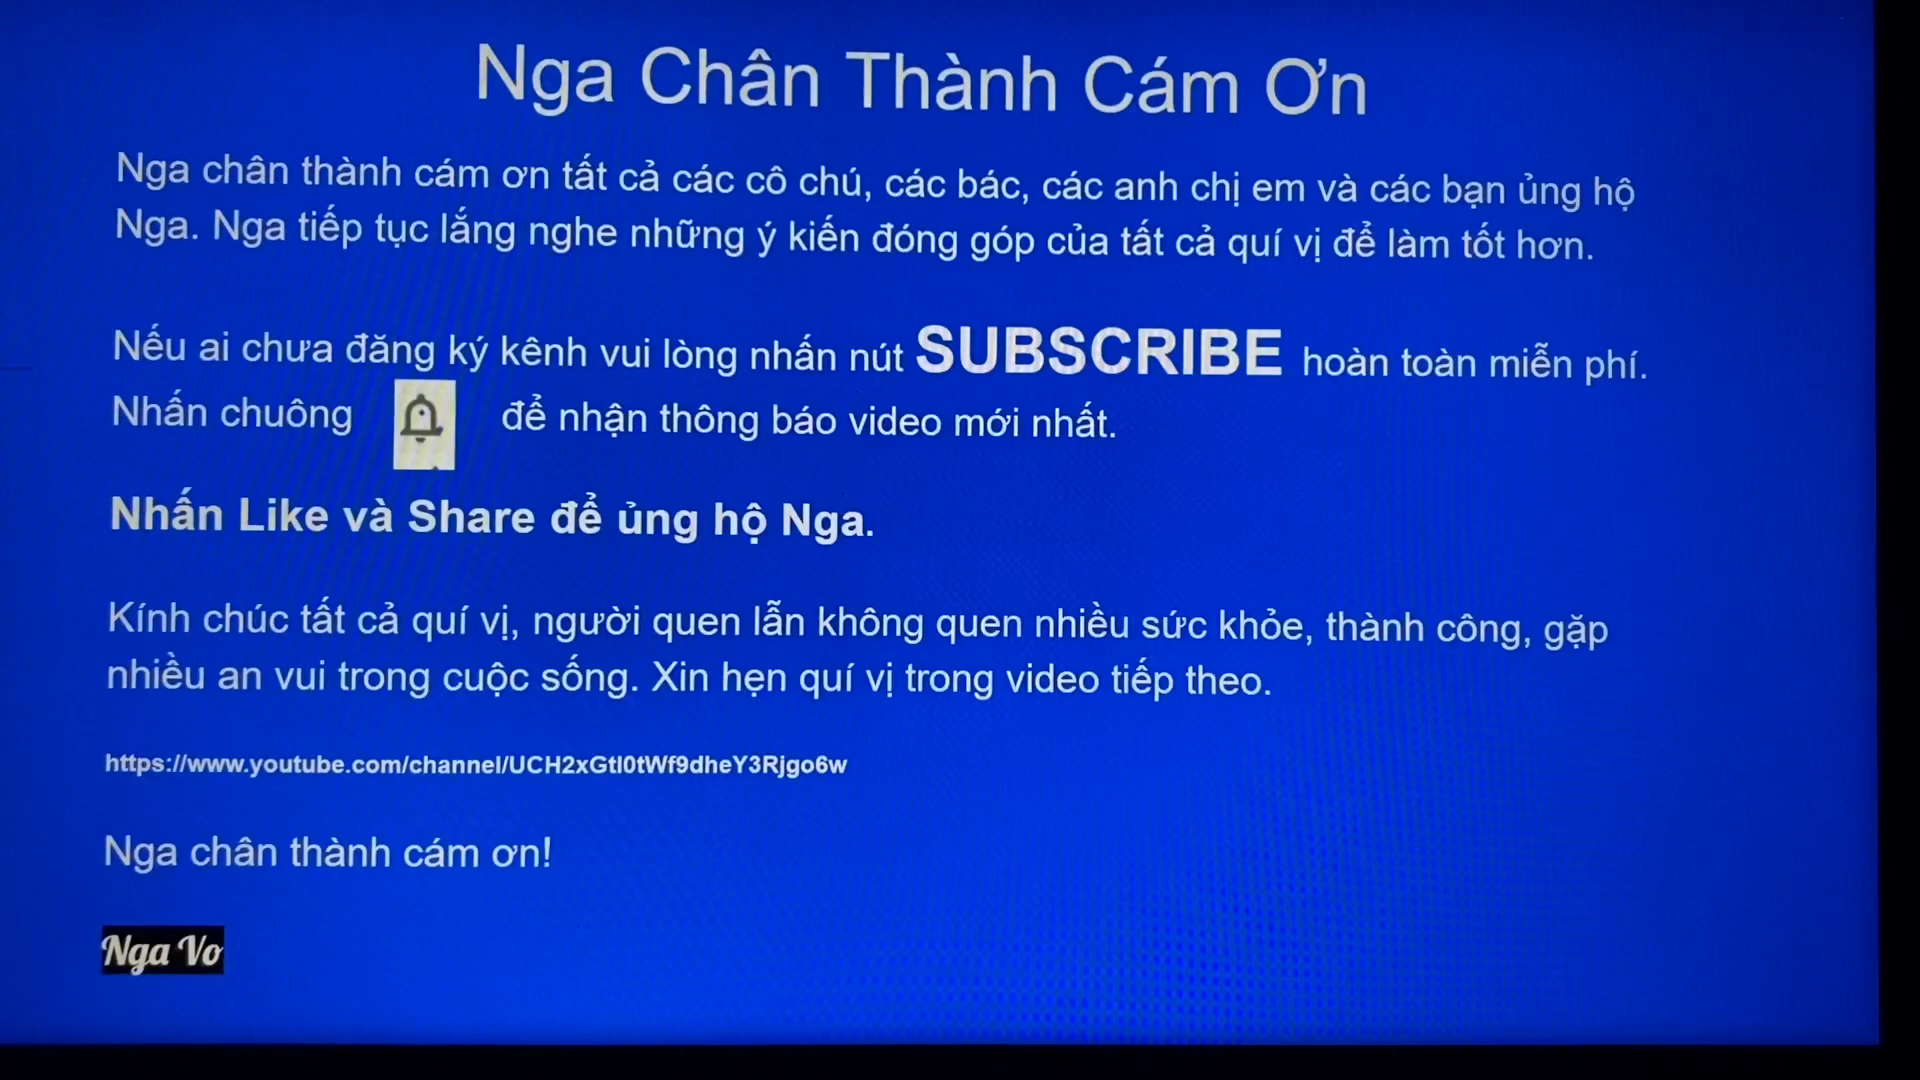 Nga Chân Thành Cám Ơn
Nga chân thành cám ơn tất cả các cô chú, các bác, các anh chị em và các bạn ủng hộ
Nga. Nga tiếp tục lắng nghe những ý kiến đóng góp của tất cả quí vị để làm tốt hơn.
Nếu ai chưa đăng ký kênh vui lòng nhấn nút SUBSCRIBE hoàn toàn miễn phí.
Nhấn chuông để nhận thông báo video mới nhất.
Nhấn Like và Share để ủng hộ Nga.
Kính chúc tất cả quí vị, người quen lẫn không quen nhiều sức khỏe, thành công, gặp
nhiều an vui trong cuộc sống. Xin hẹn quí vị trong video tiếp theo.
https://www.youtube.com/channel/UCH2xGtl0tWf9dheY3Rjgo6w
Nga chân thành cám ơn!
Nga Vo